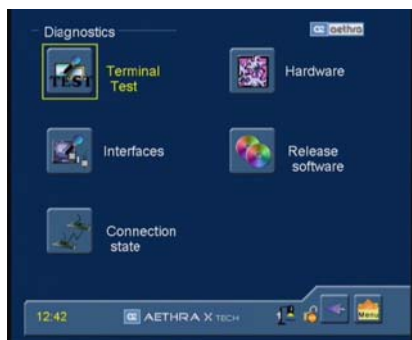 Diagnostics
aethra
TEST
Terminal
Test
Hardware
Interfaces
Release
software
Connection
state
12:42
AETHRA X TECH
Menu